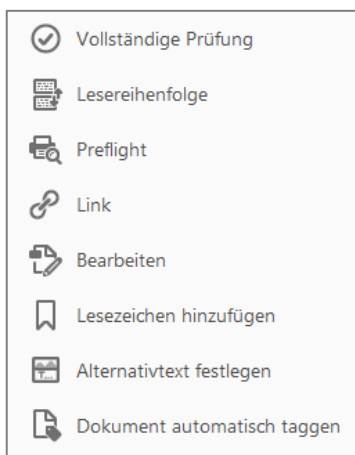 Vollständige Prüfung
Lesereihenfolge
Preflight
Link
Bearbeiten
Lesezeichen hinzufügen
Alternativtext festlegen
Dokument automatisch taggen